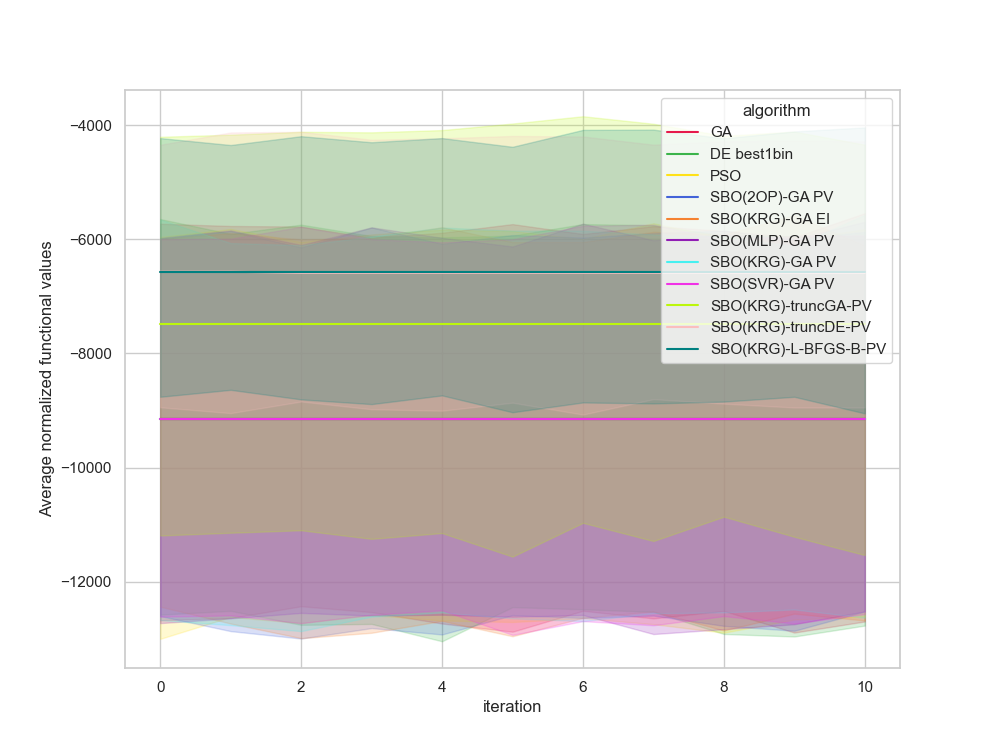 −4000
−6000
−8000
−10000
−12000
Average normalized functional values
0
2
4
6
8
10
iteration
algorithm
GA
DE best1bin
PSO
SBO(2OP)-GA PV
SBO(KRG)-GA EI
SBO(MLP)-GA PV
SBO(KRG)-GA PV
SBO(SVR)-GA PV
SBO(KRG)-truncGA-PV
SBO(KRG)-truncDE-PV
SBO(KRG)-L-BFGS-B-PV